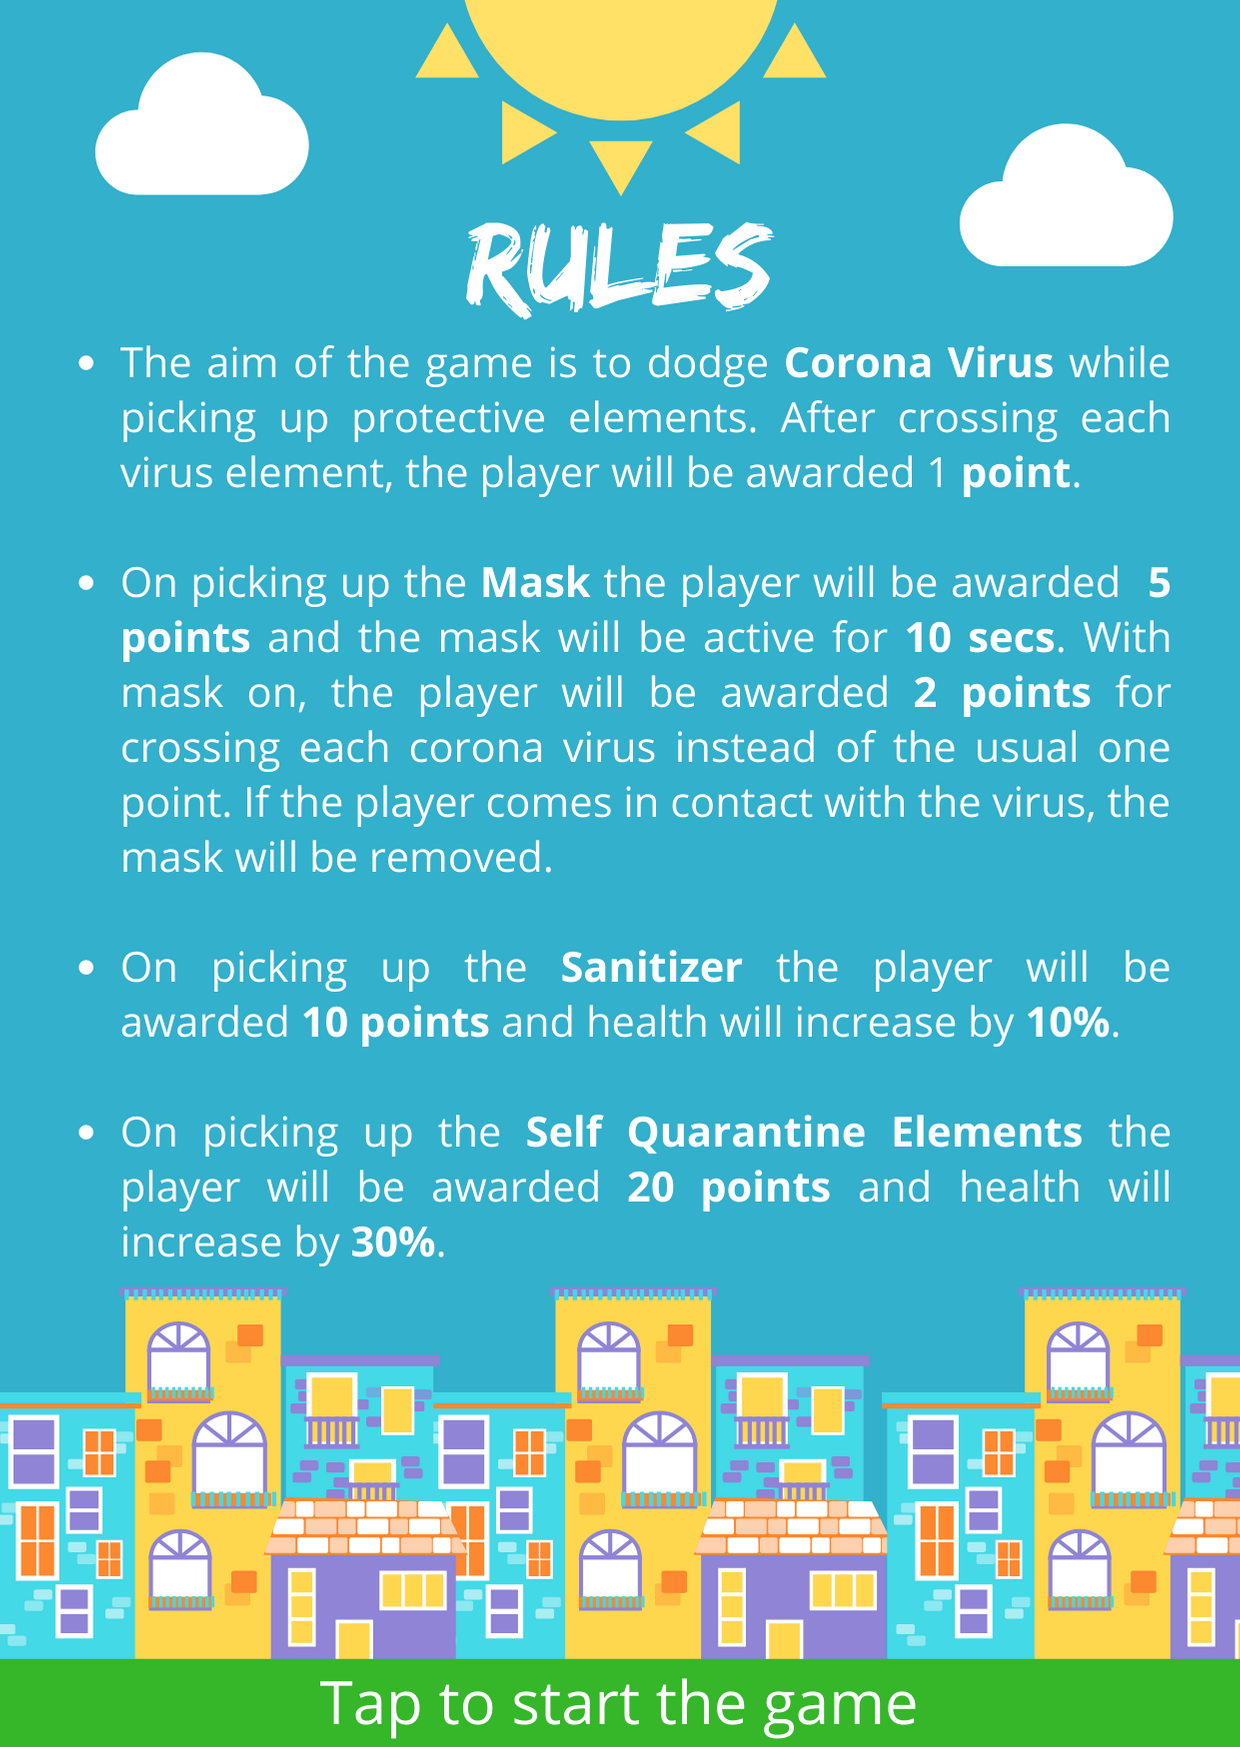 RULES
• The aim of the game is to dodge Corona Virus while
picking up protective elements. After crossing each
virus element, the player will be awarded 1 point.
• On picking up the Mask the player will be awarded 5
points and the mask will be active for 10 secs. With
mask on, the player will be awarded 2 points for
crossing each corona virus instead of the usual one
point. If the player comes in contact with the virus, the
mask will be removed.
• On picking up the Sanitizer the player will be
awarded 10 points and health will increase by 10%.
• On picking up the Self Quarantine Elements the
player will be awarded 20 points and health will
increase by 30%.
Tap to start the game